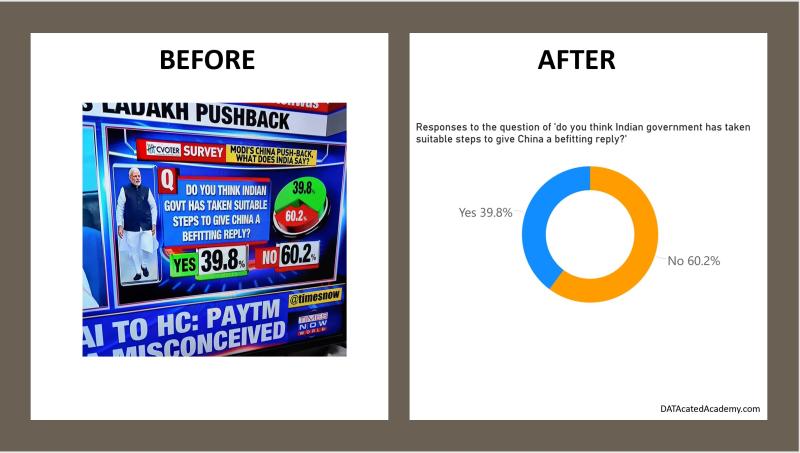 BEFORE
S LADAKH PUSHBACK
CVOTER SURVEY
MODI'S CHINA PUSH-BACK,
WHAT DOES INDIA SAY?
Q
DO YOU THINK INDIAN
GOVT HAS TAKEN SUITABLE
STEPS TO GIVE CHINA A
BEFITTING REPLY?
39.8%
60.2%
YES 39.8% NO 60.2%
@timesnow
AI TO HC: PAYTM
MISCONCEIVED
TIMES
NOW
WORLD
AFTER
Responses to the question of 'do you think Indian government has taken
suitable steps to give China a befitting reply?'
Yes 39.8%
No 60.2%
DATAcatedAcademy.com